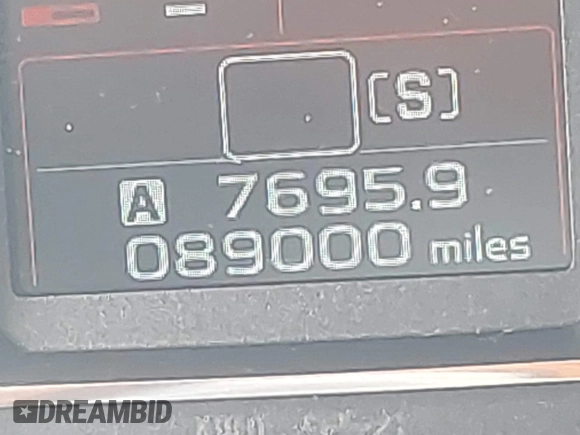 [S]
A 7695.9
089000 miles
DREAMBID